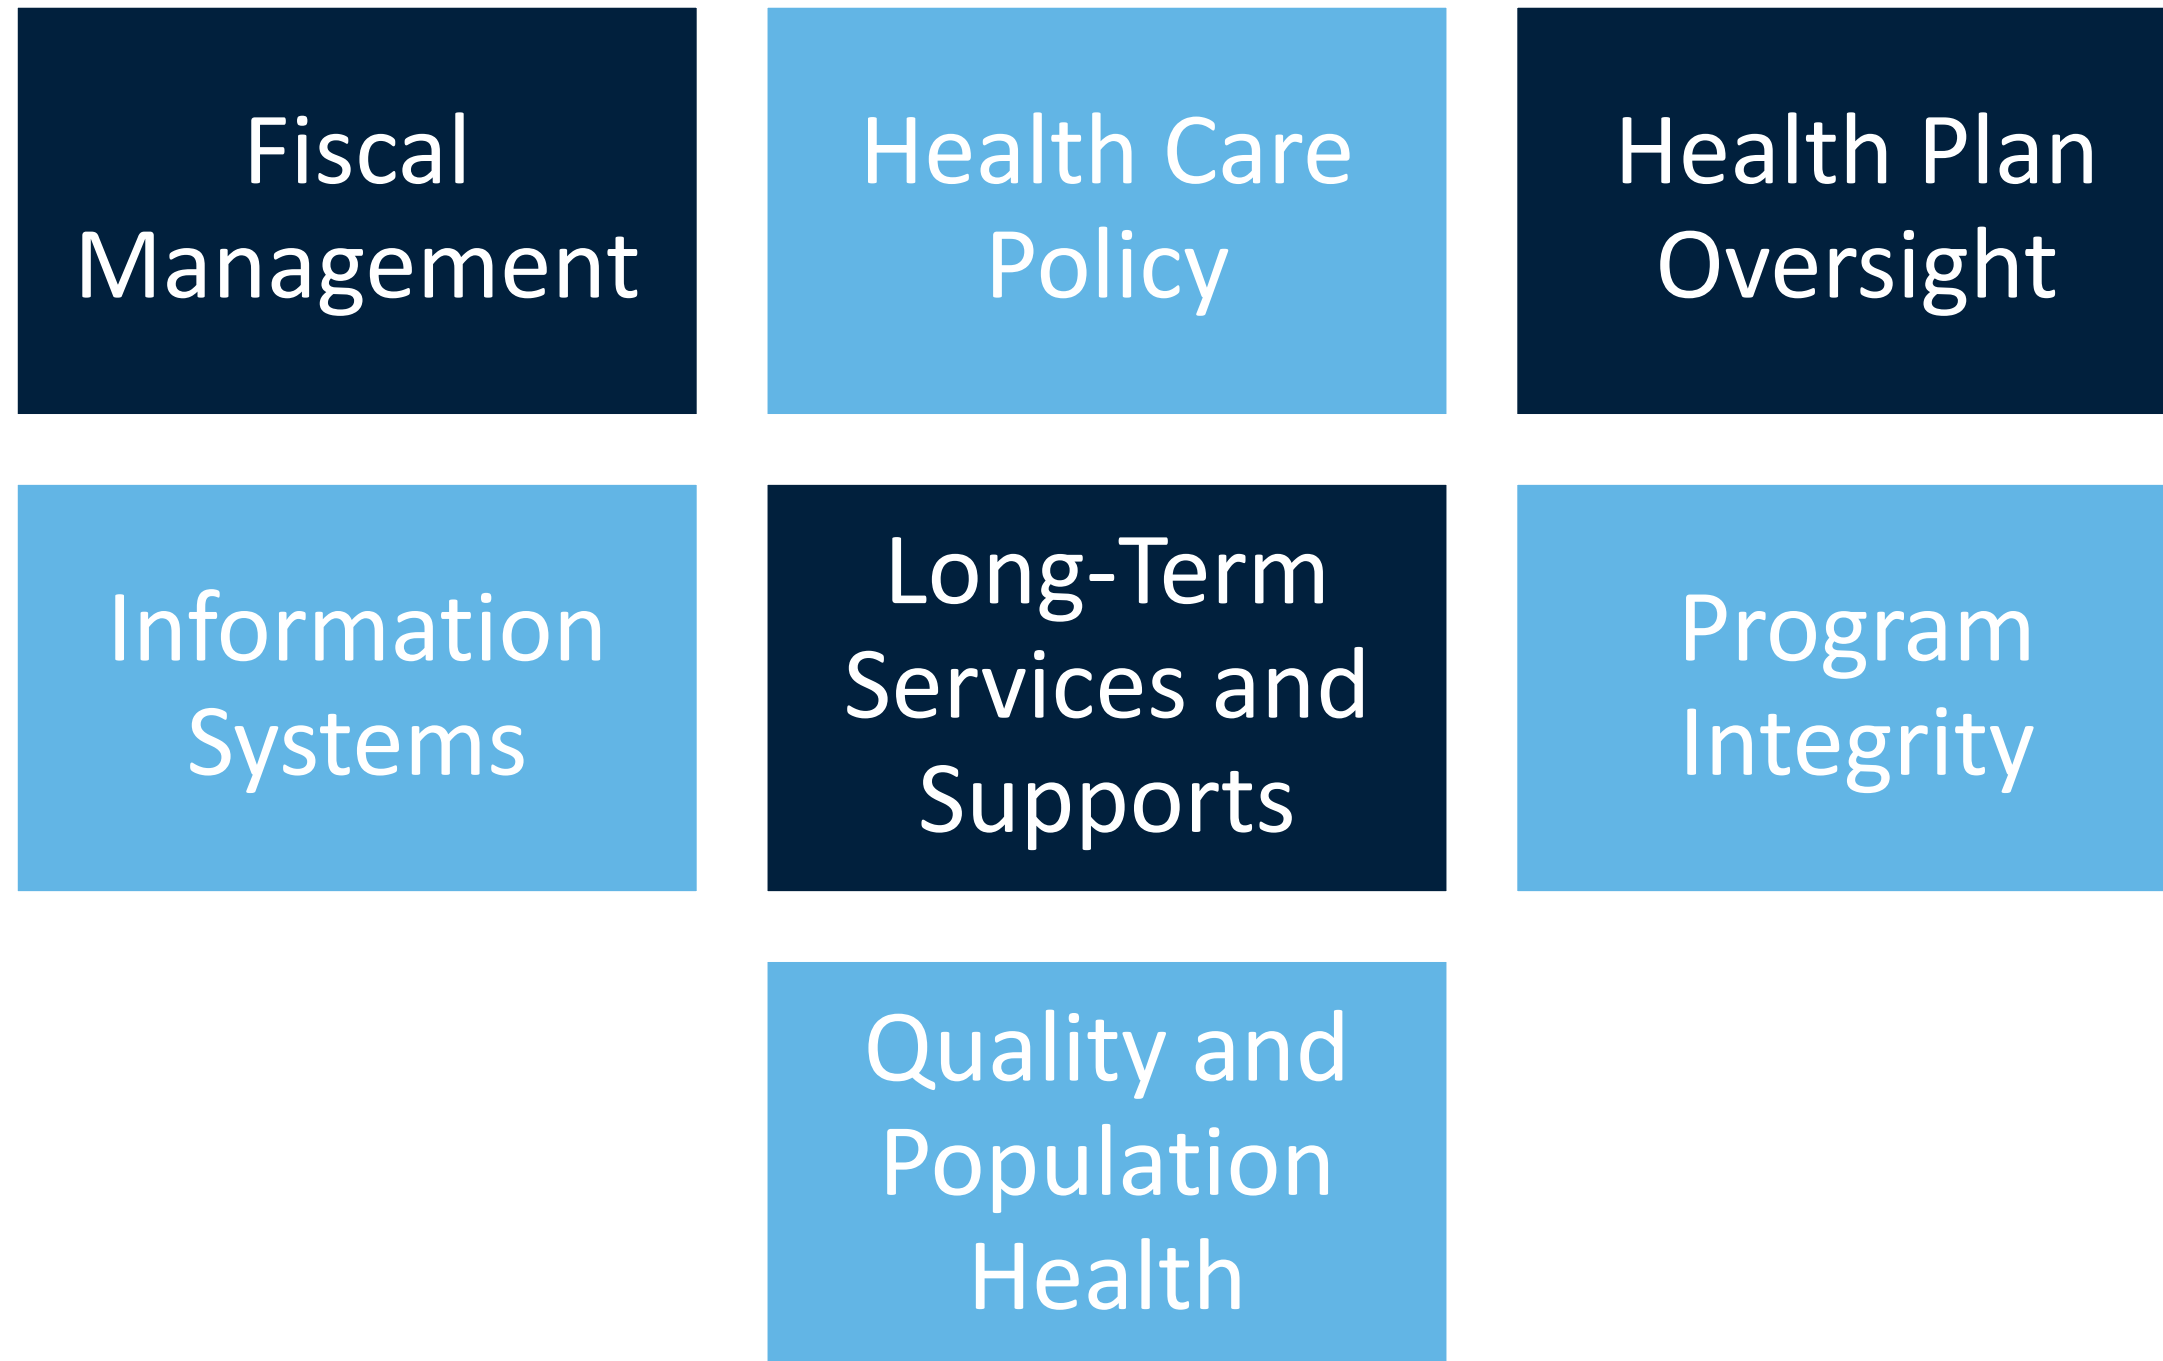 Fiscal
Management
Health Care
Policy
Health Plan
Oversight
Information
Systems
Long-Term
Services and
Supports
Program
Integrity
Quality and
Population
Health